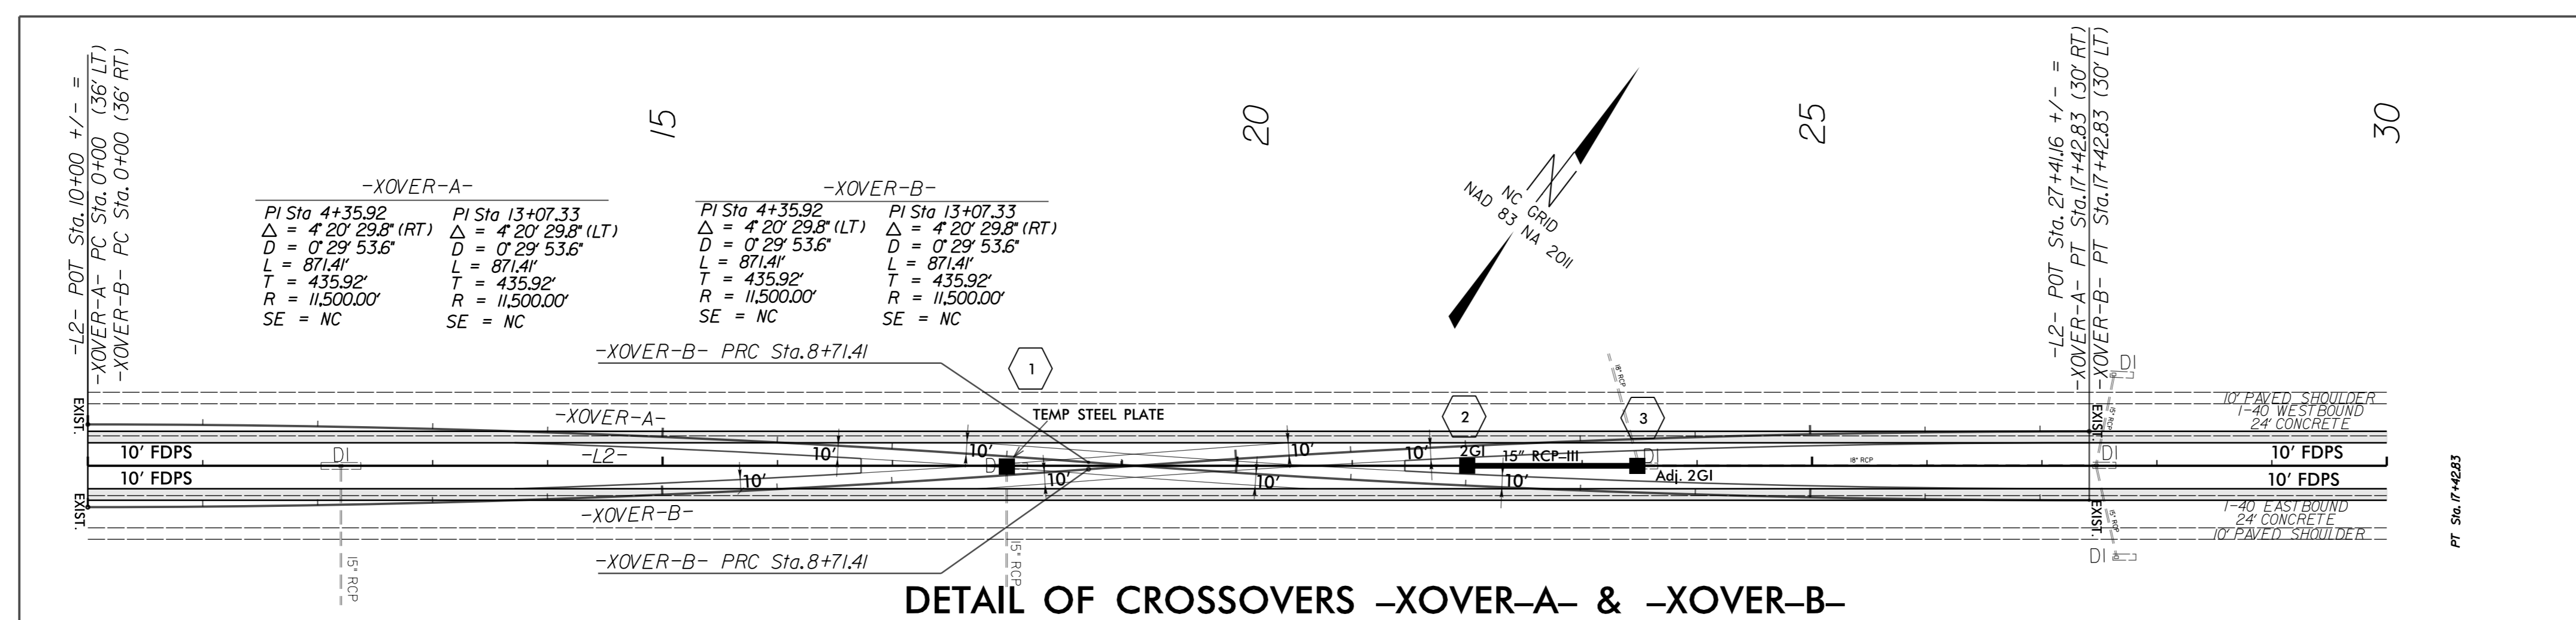 -L2- POT Sta. 10+00 +/- =
-XOVER-A- PC Sta. 0+00 (36' LT)
-XOVER-B- PC Sta. 0+00 (36' RT)
15
20
25
30
-L2- POT Sta. 27+41.16 +/- =
-XOVER-A- PT Sta. 17+42.83 (30' RT)
-XOVER-B- PT Sta. 17+42.83 (30' LT)
-XOVER-A-
PI Sta 4+35.92
△ = 4° 20' 29.8" (RT)
D = 0° 29' 53.6"
L = 871.41'
T = 435.92'
R = 11,500.00'
SE = NC
PI Sta 13+07.33
△ = 4° 20' 29.8" (LT)
D = 0° 29' 53.6"
L = 871.41'
T = 435.92'
R = 11,500.00'
SE = NC
-XOVER-B-
PI Sta 4+35.92
△ = 4° 20' 29.8" (LT)
D = 0° 29' 53.6"
L = 871.41'
T = 435.92'
R = 11,500.00'
SE = NC
PI Sta 13+07.33
△ = 4° 20' 29.8" (RT)
D = 0° 29' 53.6"
L = 871.41'
T = 435.92'
R = 11,500.00'
SE = NC
N
NC GRID
NAD 83 NA 2011
-XOVER-B- PRC Sta. 8+71.41
1
TEMP STEEL PLATE
2
3
18" RCP
DI
15" RCP
EXIST.
-XOVER-A-
EXIST.
10' PAVED SHOULDER
I-40 WESTBOUND
24' CONCRETE
10' FDPS
DI
-L2-
10'
10'
D
10'
10'
2GI
15" RCP-III
DI
18" RCP
DI
10' FDPS
10' FDPS
10'
10'
10'
10'
Adj. 2GI
10' FDPS
EXIST.
-XOVER-B-
EXIST.
15" RCP
I-40 EASTBOUND
24' CONCRETE
10' PAVED SHOULDER
DI
15" RCP
15" RCP
-XOVER-B- PRC Sta. 8+71.41
PT Sta. 17+42.83
DETAIL OF CROSSOVERS –XOVER–A– & –XOVER–B–